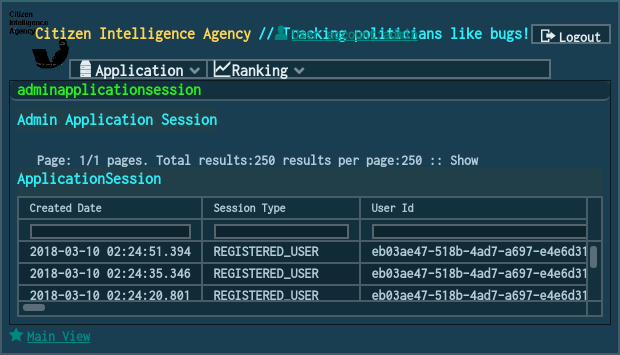 Citizen
Intelligence
Agency
Citizen Intelligence Agency // Tracking politicians like bugs!
Logout
Application Ranking
adminapplicationsession
Admin Application Session
Page: 1/1 pages. Total results:250 results per page:250 :: Show
ApplicationSession
Created Date Session Type User Id
2018-03-10 02:24:51.394 REGISTERED_USER eb03ae47-518b-4ad7-a697-e4e6d31
2018-03-10 02:24:35.346 REGISTERED_USER eb03ae47-518b-4ad7-a697-e4e6d31
2018-03-10 02:24:20.801 REGISTERED_USER eb03ae47-518b-4ad7-a697-e4e6d31
Main View